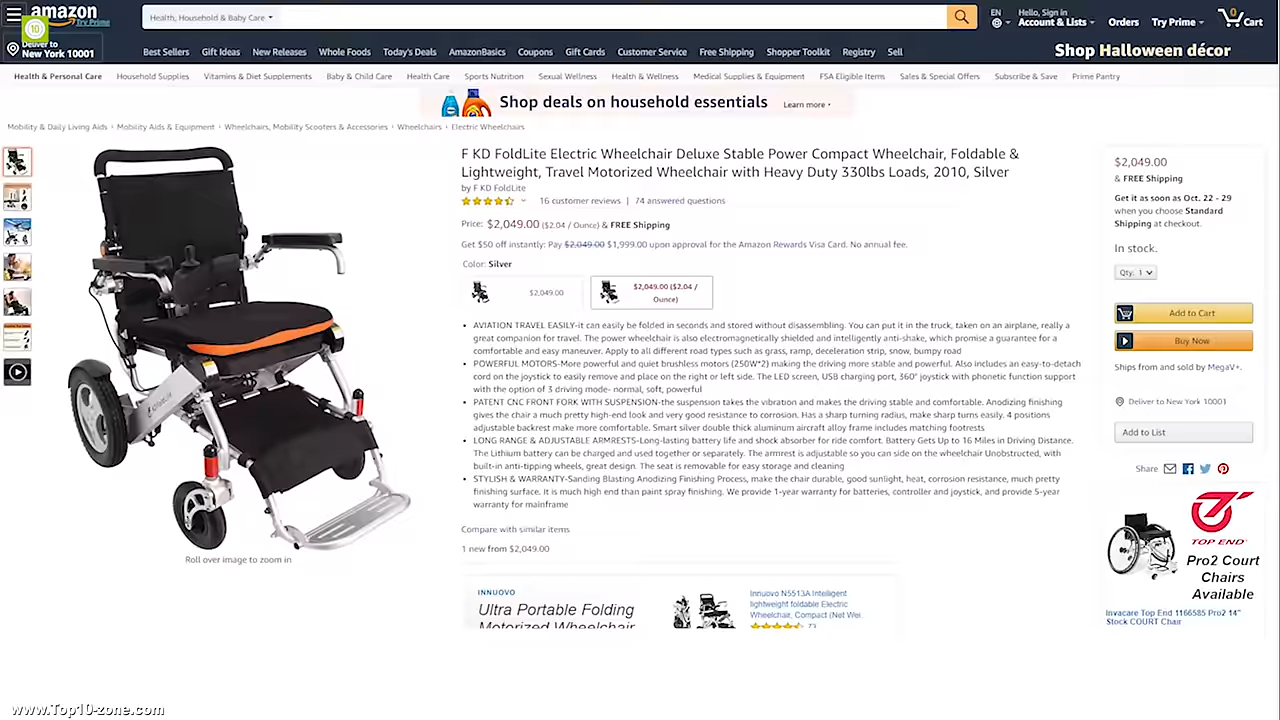 amazon
Try Prime
10
Health, Household & Baby Care
EN
Hello, Sign in
Account & Lists
Orders
Try Prime
0
Cart
Deliver to
New York 10001
Best Sellers Gift Ideas New Releases Whole Foods Today's Deals AmazonBasics Coupons Gift Cards Customer Service Free Shipping Shopper Toolkit Registry Sell
Shop Halloween décor
Health & Personal Care Household Supplies Vitamins & Diet Supplements Baby & Child Care Health Care Sports Nutrition Sexual Wellness Health & Wellness Medical Supplies & Equipment FSA Eligible Items Sales & Special Offers Subscribe & Save Prime Pantry
Shop deals on household essentials Learn more ›
Mobility & Daily Living Aids › Mobility Aids & Equipment › Wheelchairs, Mobility Scooters & Accessories › Wheelchairs › Electric Wheelchairs
F KD FoldLite Electric Wheelchair Deluxe Stable Power Compact Wheelchair, Foldable &
Lightweight, Travel Motorized Wheelchair with Heavy Duty 330lbs Loads, 2010, Silver
by F KD FoldLite
16 customer reviews | 74 answered questions
Price: $2,049.00 ($2.04 / Ounce) & FREE Shipping
Get $50 off instantly: Pay $2,049.00 $1,999.00 upon approval for the Amazon Rewards Visa Card. No annual fee.
Color: Silver
$2,049.00
$2,049.00 ($2.04 /
Ounce)
• AVIATION TRAVEL EASILY-it can easily be folded in seconds and stored without disassembling. You can put it in the truck, taken on an airplane, really a
great companion for travel. The power wheelchair is also electromagnetically shielded and intelligently anti-shake, which promise a guarantee for a
comfortable and easy maneuver. Apply to all different road types such as grass, ramp, deceleration strip, snow, bumpy road
• POWERFUL MOTORS-More powerful and quiet brushless motors (250W*2) making the driving more stable and powerful. Also includes an easy-to-detach
cord on the joystick to easily remove and place on the right or left side. The LED screen, USB charging port, 360° joystick with phonetic function support
with the option of 3 driving mode- normal, soft, powerful
• PATENT CNC FRONT FORK WITH SUSPENSION-the suspension takes the vibration and makes the driving stable and comfortable. Anodizing finishing
gives the chair a much pretty high-end look and very good resistance to corrosion. Has a sharp turning radius, make sharp turns easily. 4 positions
adjustable backrest make more comfortable. Smart silver double thick aluminum aircraft alloy frame includes matching footrests
• LONG RANGE & ADJUSTABLE ARMRESTS-Long-lasting battery life and shock absorber for ride comfort. Battery Gets Up to 16 Miles in Driving Distance.
The Lithium battery can be charged and used together or separately. The armrest is adjustable so you can side on the wheelchair Unobstructed, with
built-in anti-tipping wheels, great design. The seat is removable for easy storage and cleaning
• STYLISH & WARRANTY-Sanding Blasting Anodizing Finishing Process, make the chair durable, good sunlight, heat, corrosion resistance, much pretty
finishing surface. It is much high end than paint spray finishing. We provide 1-year warranty for batteries, controller and joystick, and provide 5-year
warranty for mainframe
Compare with similar items
1 new from $2,049.00
Roll over image to zoom in
INNUOVO
Ultra Portable Folding
Motorized Wheelchair
Innuovo N5513A Intelligent
lightweight foldable Electric
Wheelchair, Compact (Net Wei.
73
$2,049.00
& FREE Shipping
Get it as soon as Oct. 22 - 29
when you choose Standard
Shipping at checkout.
In stock.
Qty: 1
Add to Cart
Buy Now
Ships from and sold by MegaV+.
Deliver to New York 10001
Add to List
Share
TOP END
Pro2 Court
Chairs
Available
Invacare Top End 1166585 Pro2 14"
Stock COURT Chair
www.Top10-zone.com